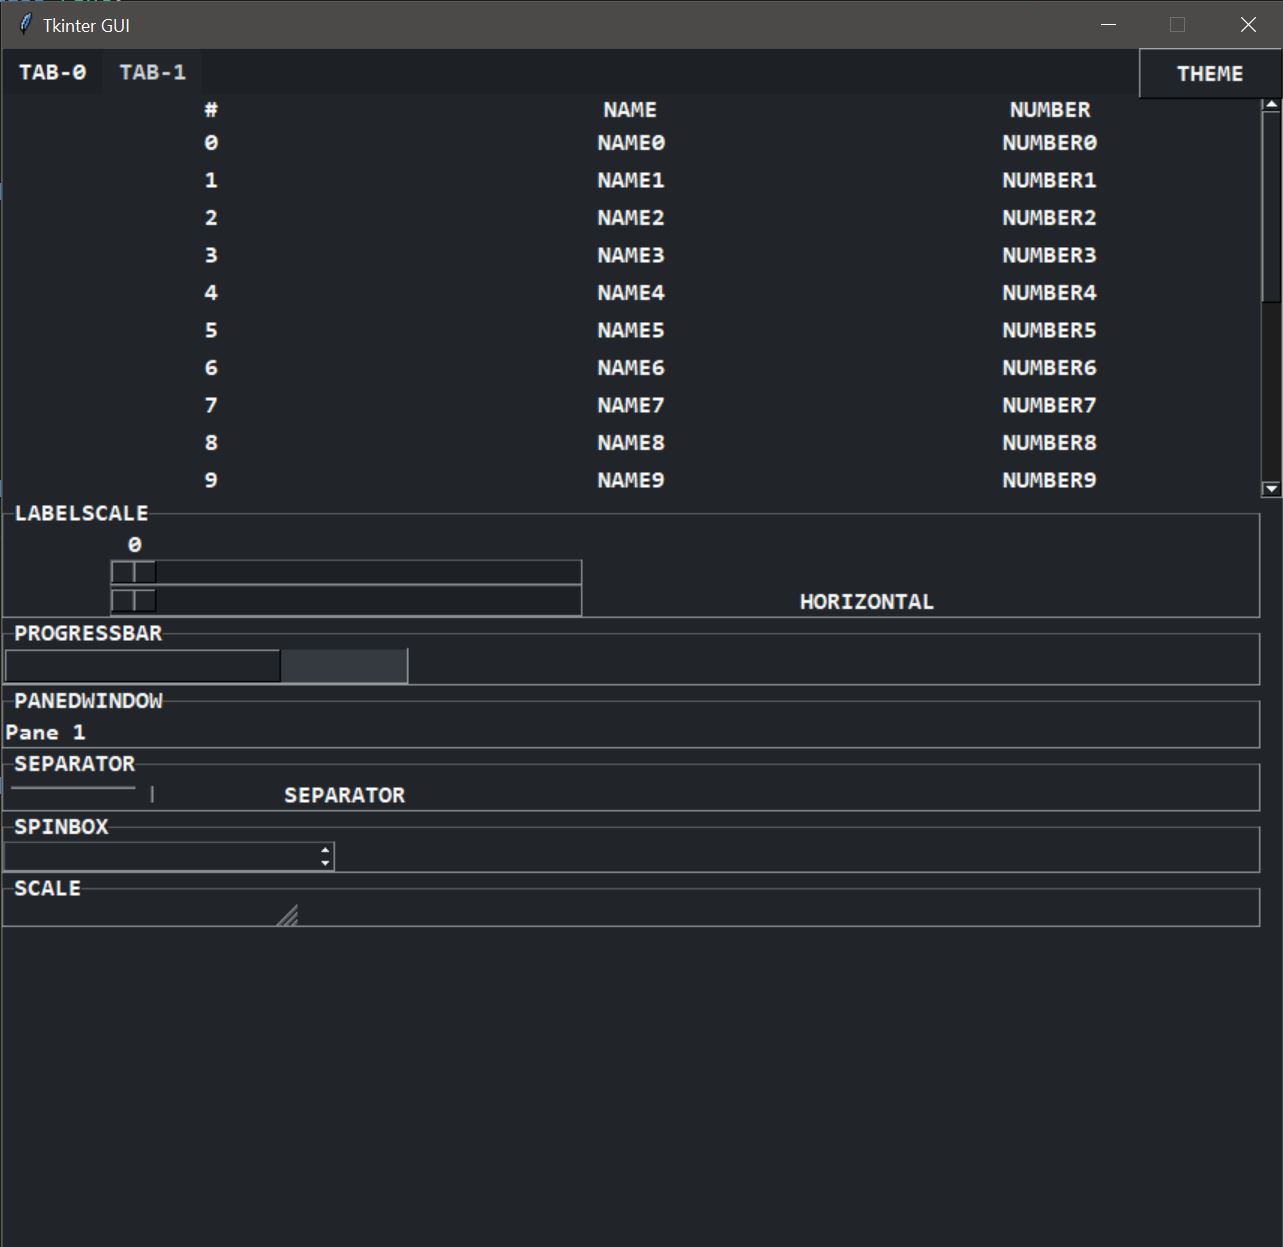 Tkinter GUI
TAB-0 TAB-1 THEME
# NAME NUMBER
0 NAME0 NUMBER0
1 NAME1 NUMBER1
2 NAME2 NUMBER2
3 NAME3 NUMBER3
4 NAME4 NUMBER4
5 NAME5 NUMBER5
6 NAME6 NUMBER6
7 NAME7 NUMBER7
8 NAME8 NUMBER8
9 NAME9 NUMBER9
LABELSCALE
0
HORIZONTAL
PROGRESSBAR
PANEDWINDOW
Pane 1
SEPARATOR
SEPARATOR
SPINBOX
SCALE